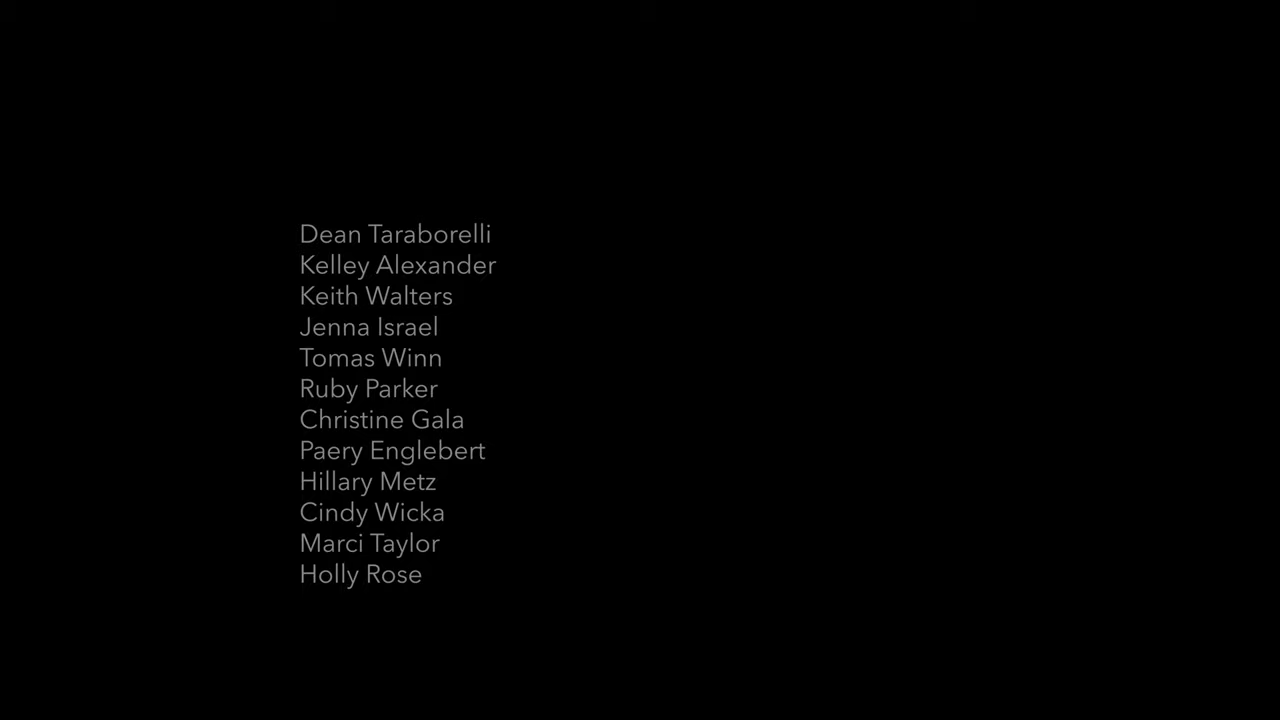 Dean Taraborelli
Kelley Alexander
Keith Walters
Jenna Israel
Tomas Winn
Ruby Parker
Christine Gala
Paery Englebert
Hillary Metz
Cindy Wicka
Marci Taylor
Holly Rose